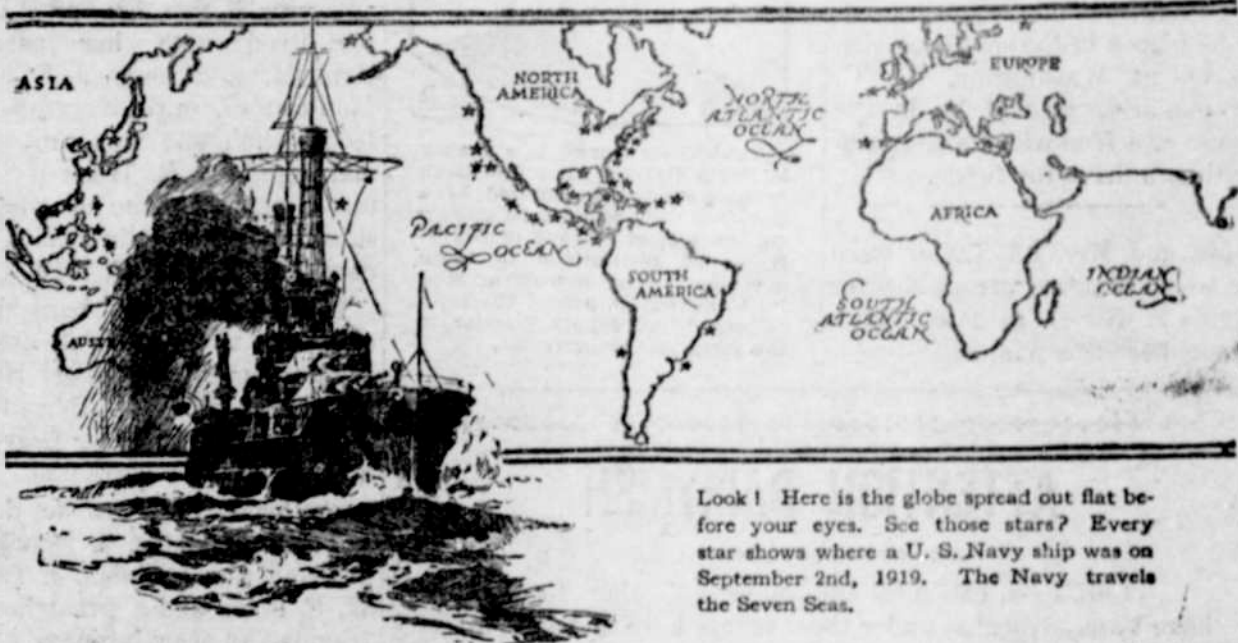 ASIA
NORTH
AMERICA
NORTH
ATLANTIC
OCEAN
EUROPE
AFRICA
PACIFIC
OCEAN
SOUTH
AMERICA
SOUTH
ATLANTIC
OCEAN
INDIAN
OCEAN
AUST
Look! Here is the globe spread out flat be-
fore your eyes. See those stars? Every
star shows where a U. S. Navy ship was on
September 2nd, 1919. The Navy travels
the Seven Seas.